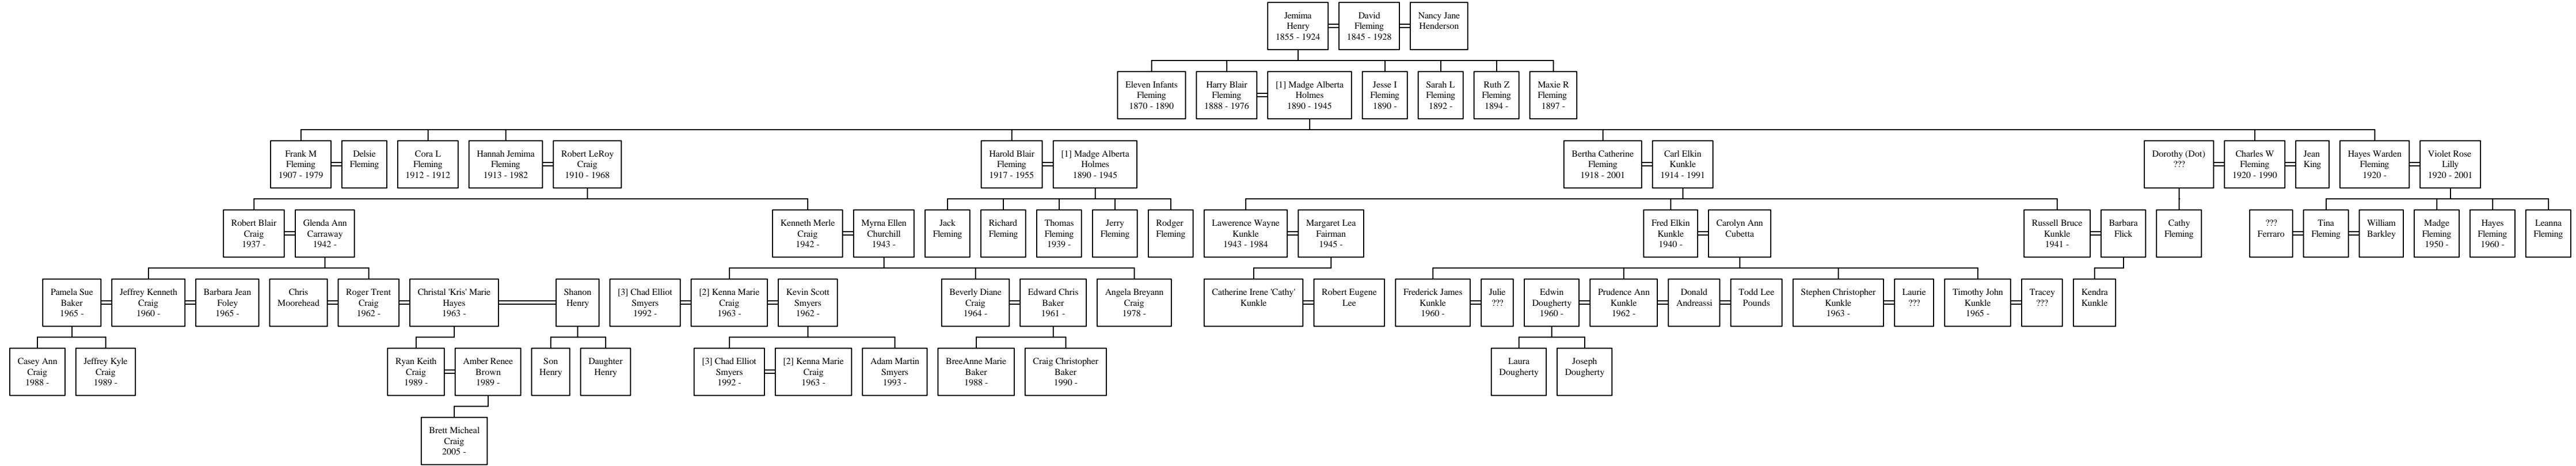 Jemima
Henry
1855 - 1924
David
Fleming
1845 - 1928
Nancy Jane
Henderson
Eleven Infants
Fleming
1870 - 1890
Harry Blair
Fleming
1888 - 1976
[1] Madge Alberta
Holmes
1890 - 1945
Jesse I
Fleming
1890 -
Sarah L
Fleming
1892 -
Ruth Z
Fleming
1894 -
Maxie R
Fleming
1897 -
Frank M
Fleming
1907 - 1979
Delsie
Fleming
Cora L
Fleming
1912 - 1912
Hannah Jemima
Fleming
1913 - 1982
Robert LeRoy
Craig
1910 - 1968
Harold Blair
Fleming
1917 - 1955
[1] Madge Alberta
Holmes
1890 - 1945
Bertha Catherine
Fleming
1918 - 2001
Carl Elkin
Kunkle
1914 - 1991
Dorothy (Dot)
???
Charles W
Fleming
1920 - 1990
Jean
King
Hayes Warden
Fleming
1920 -
Violet Rose
Lilly
1920 - 2001
Robert Blair
Craig
1937 -
Glenda Ann
Carraway
1942 -
Kenneth Merle
Craig
1942 -
Myrna Ellen
Churchill
1943 -
Jack
Fleming
Richard
Fleming
Thomas
Fleming
1939 -
Jerry
Fleming
Rodger
Fleming
Lawerence Wayne
Kunkle
1943 - 1984
Margaret Lea
Fairman
1945 -
Fred Elkin
Kunkle
1940 -
Carolyn Ann
Cubetta
Russell Bruce
Kunkle
1941 -
Barbara
Flick
Cathy
Fleming
???
Ferraro
Tina
Fleming
William
Barkley
Madge
Fleming
1950 -
Hayes
Fleming
1960 -
Leanna
Fleming
Pamela Sue
Baker
1965 -
Jeffrey Kenneth
Craig
1960 -
Barbara Jean
Foley
1965 -
Chris
Moorehead
Roger Trent
Craig
1962 -
Christal 'Kris' Marie
Hayes
1963 -
Shanon
Henry
[3] Chad Elliot
Smyers
1992 -
[2] Kenna Marie
Craig
1963 -
Kevin Scott
Smyers
1962 -
Beverly Diane
Craig
1964 -
Edward Chris
Baker
1961 -
Angela Breyann
Craig
1978 -
Catherine Irene 'Cathy'
Kunkle
Robert Eugene
Lee
Frederick James
Kunkle
1960 -
Julie
???
Edwin
Dougherty
1960 -
Prudence Ann
Kunkle
1962 -
Donald
Andreassi
Todd Lee
Pounds
Stephen Christopher
Kunkle
1963 -
Laurie
???
Timothy John
Kunkle
1965 -
Tracey
???
Kendra
Kunkle
Casey Ann
Craig
1988 -
Jeffrey Kyle
Craig
1989 -
Ryan Keith
Craig
1989 -
Amber Renee
Brown
1989 -
Son
Henry
Daughter
Henry
[3] Chad Elliot
Smyers
1992 -
[2] Kenna Marie
Craig
1963 -
Adam Martin
Smyers
1993 -
BreeAnne Marie
Baker
1988 -
Craig Christopher
Baker
1990 -
Laura
Dougherty
Joseph
Dougherty
Brett Micheal
Craig
2005 -